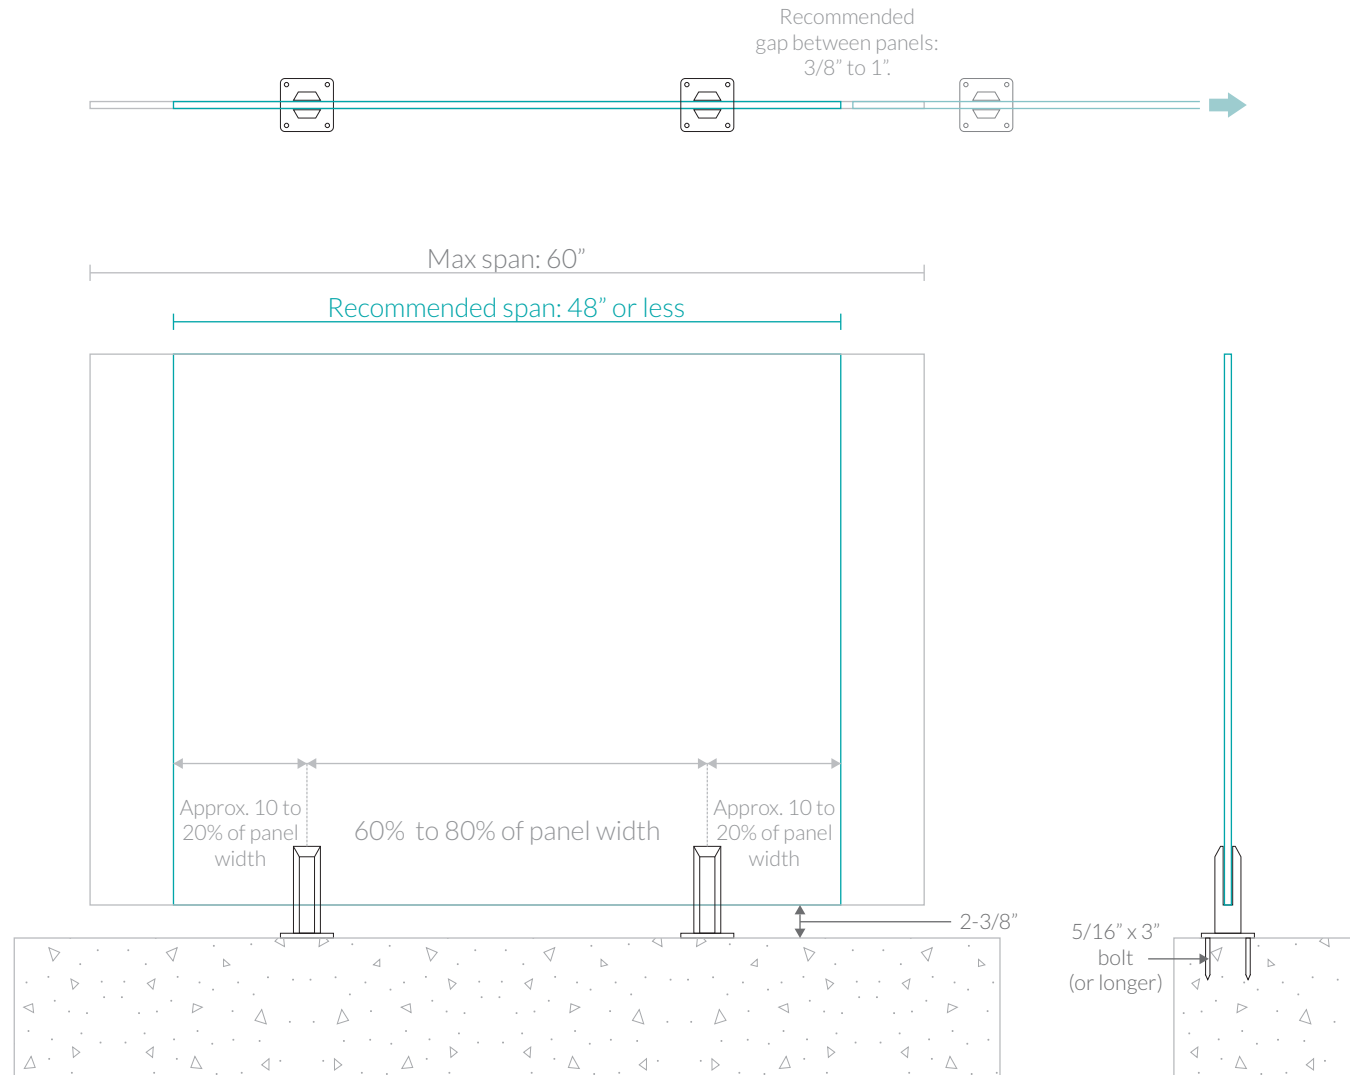 Recommended
gap between panels:
3/8” to 1”.
Max span: 60”
Recommended span: 48” or less
Approx. 10 to
20% of panel
width
60% to 80% of panel width
Approx. 10 to
20% of panel
width
2-3/8”
5/16” x 3”
bolt
(or longer)